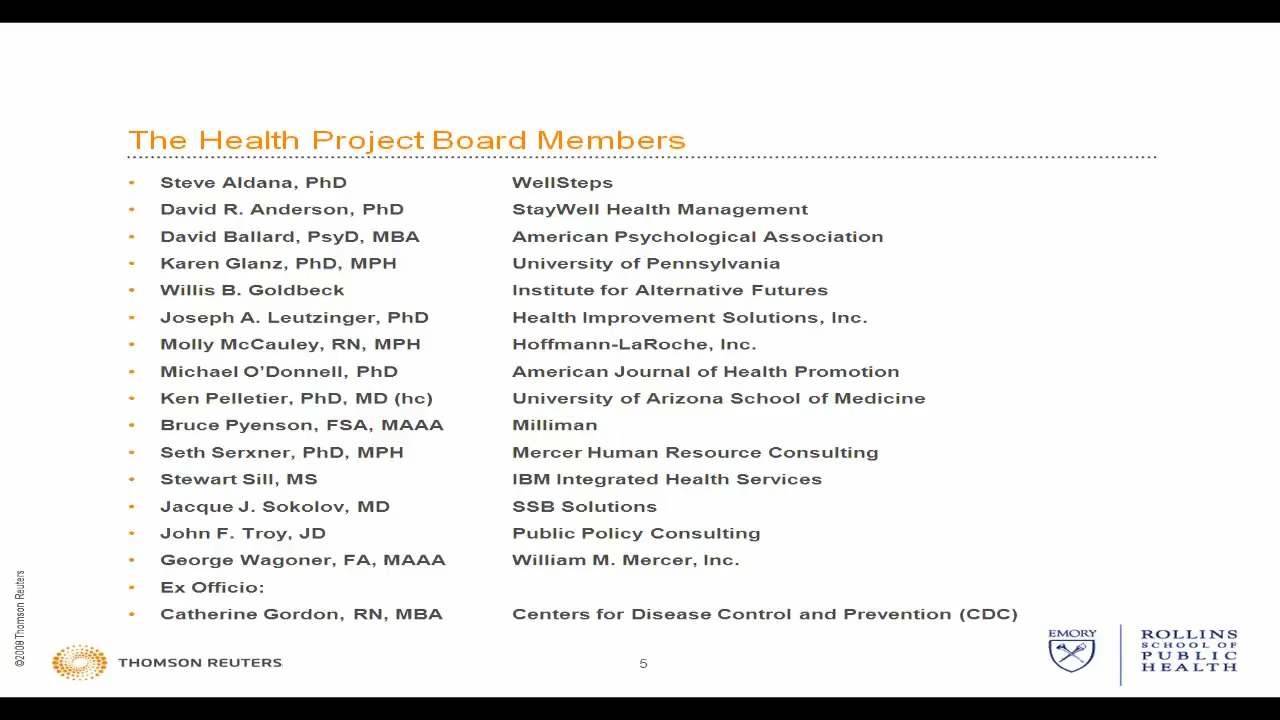 The Health Project Board Members
• Steve Aldana, PhD WellSteps
• David R. Anderson, PhD StayWell Health Management
• David Ballard, PsyD, MBA American Psychological Association
• Karen Glanz, PhD, MPH University of Pennsylvania
• Willis B. Goldbeck Institute for Alternative Futures
• Joseph A. Leutzinger, PhD Health Improvement Solutions, Inc.
• Molly McCauley, RN, MPH Hoffmann-LaRoche, Inc.
• Michael O’Donnell, PhD American Journal of Health Promotion
• Ken Pelletier, PhD, MD (hc) University of Arizona School of Medicine
• Bruce Pyenson, FSA, MAAA Milliman
• Seth Serxner, PhD, MPH Mercer Human Resource Consulting
• Stewart Sill, MS IBM Integrated Health Services
• Jacque J. Sokolov, MD SSB Solutions
• John F. Troy, JD Public Policy Consulting
• George Wagoner, FA, MAAA William M. Mercer, Inc.
• Ex Officio:
• Catherine Gordon, RN, MBA Centers for Disease Control and Prevention (CDC)
©2009 Thomson Reuters
THOMSON REUTERS
5
EMORY
ROLLINS
SCHOOL OF
PUBLIC
HEALTH